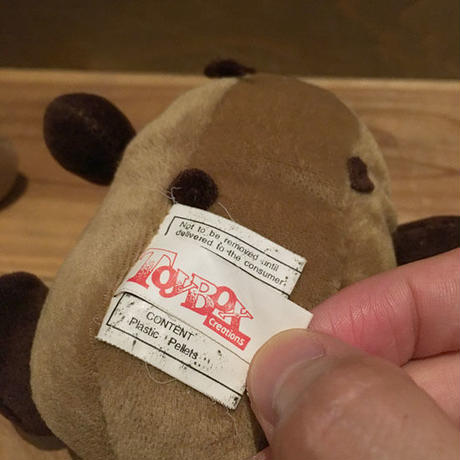 Not to be removed until
delivered to the consumer.
TOYBOX
Creations
CONTENT
Plastic Pellets